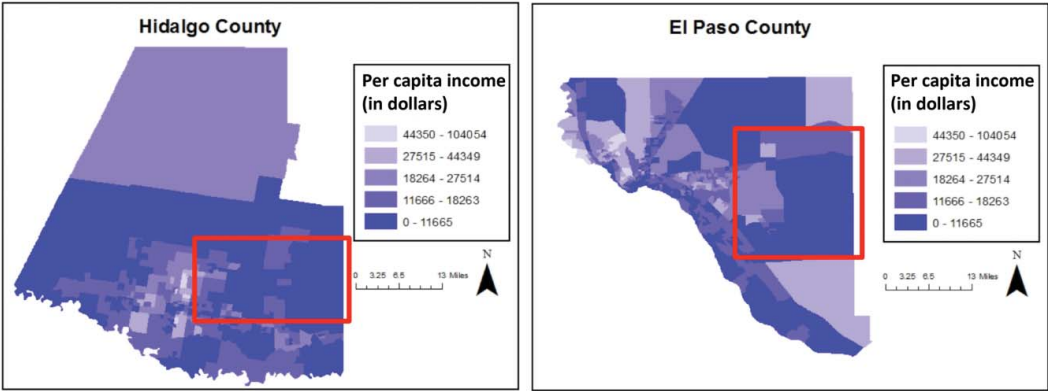 Hidalgo County
Per capita income
(in dollars)
44350 - 104054
27515 - 44349
18264 - 27514
11666 - 18263
0 - 11665
N
0 3.25 6.5 13 Miles
El Paso County
Per capita income
(in dollars)
44350 - 104054
27515 - 44349
18264 - 27514
11666 - 18263
0 - 11665
N
0 3.25 6.5 13 Miles